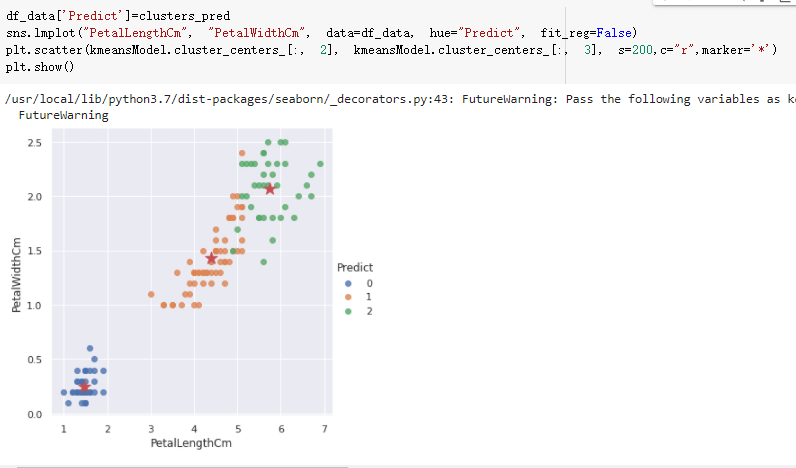 df_data['Predict']=clusters_pred
sns.lmplot("PetalLengthCm", "PetalWidthCm", data=df_data, hue="Predict", fit_reg=False)
plt.scatter(kmeansModel.cluster_centers_[:, 2], kmeansModel.cluster_centers_[:, 3], s=200,c="r",marker='*')
plt.show()
/usr/local/lib/python3.7/dist-packages/seaborn/_decorators.py:43: FutureWarning: Pass the following variables as k
FutureWarning
2.5
2.0
1.5
1.0
0.5
0.0
PetalWidthCm
1 2 3 4 5 6 7
PetalLengthCm
Predict
0
1
2